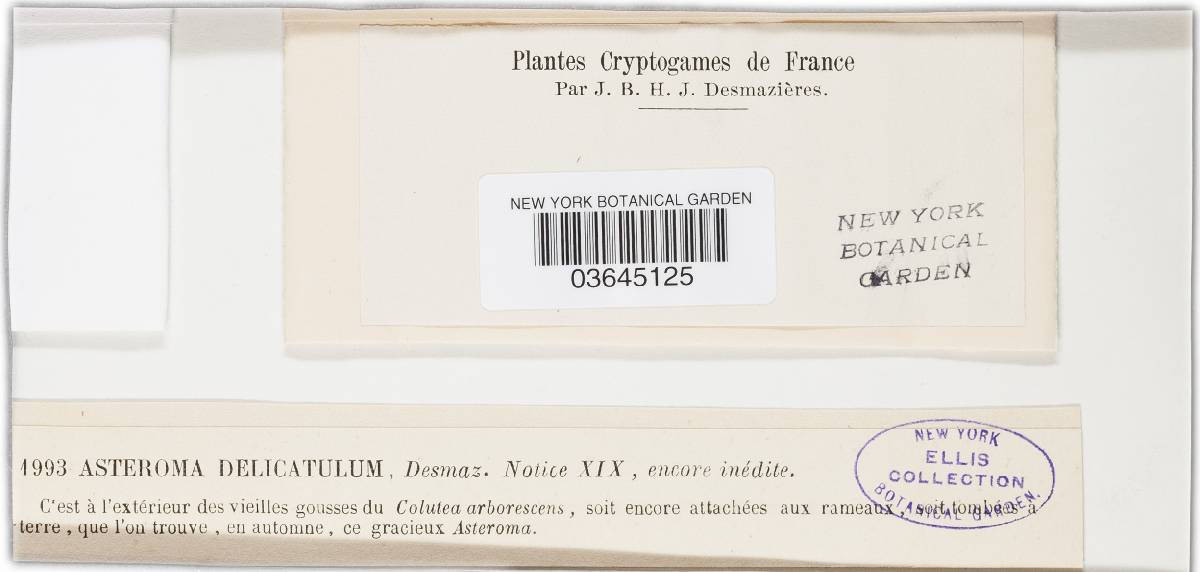 Plantes Cryptogames de France
Par J. B. H. J. Desmazières.
NEW YORK BOTANICAL GARDEN
03645125
NEW YORK
BOTANICAL
GARDEN
1993 ASTEROMA DELICATULUM, Desmaz. Notice XIX, encore inédite.
C'est à l'extérieur des vieilles gousses du Colutea arborescens, soit encore attachées aux rameaux, soit tombées à
terre, que l'on trouve, en automne, ce gracieux Asteroma.
NEW YORK
ELLIS
COLLECTION
BOTANICAL GARDEN.